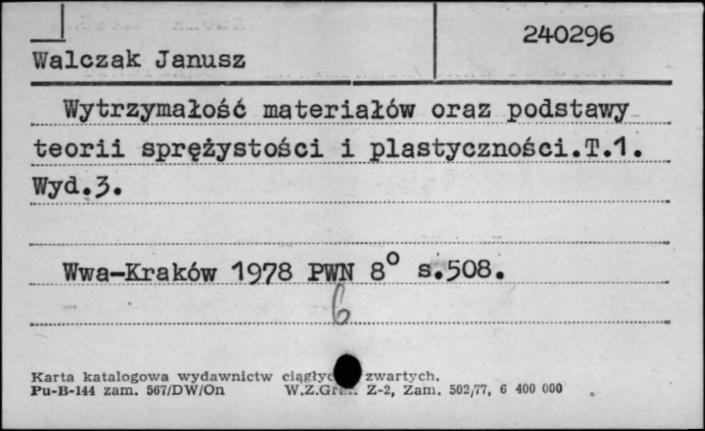 240296
Walczak Janusz
Wytrzymałość materiałów oraz podstawy
teorii sprężystości i plastyczności.T.1.
Wyd.3.
Wwa-Kraków 1978 PWN 8° s.508.
6
Karta katalogowa wydawnictw zwartych.
Pu-B-144 zam. 567/DW/On W.Z.Graf. Z-2, Zam. 502/77, 6 400 000